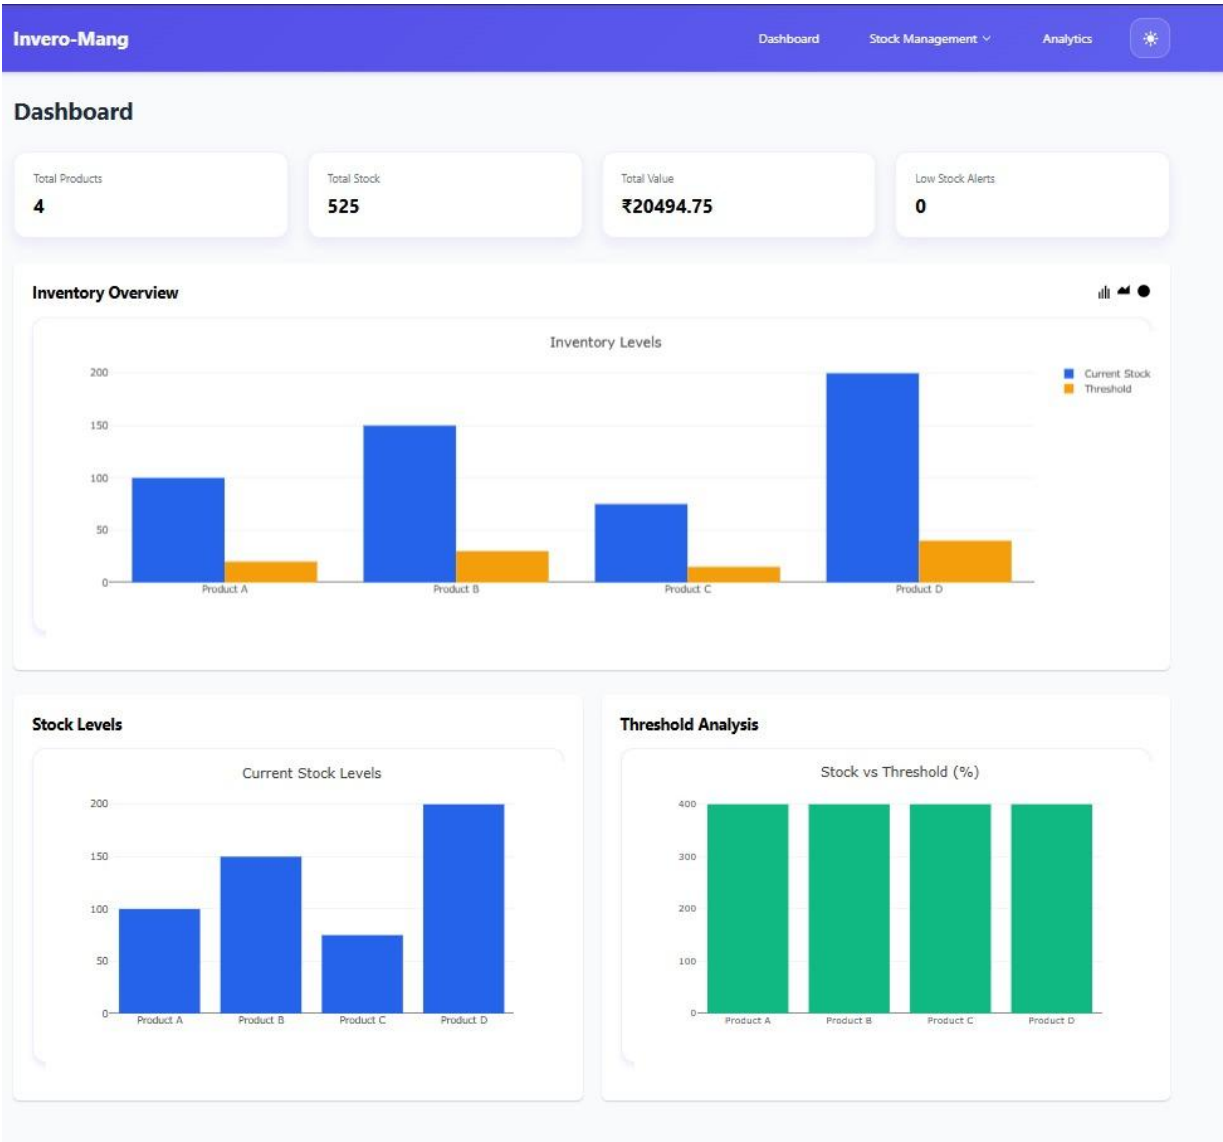 Invero-Mang
Dashboard Stock Management Analytics
Dashboard
Total Products
4
Total Stock
525
Total Value
₹20494.75
Low Stock Alerts
0
Inventory Overview
Inventory Levels
200
150
100
50
0
Product A Product B Product C Product D
Current Stock
Threshold
Stock Levels
Current Stock Levels
200
150
100
50
0
Product A Product B Product C Product D
Threshold Analysis
Stock vs Threshold (%)
400
300
200
100
0
Product A Product B Product C Product D